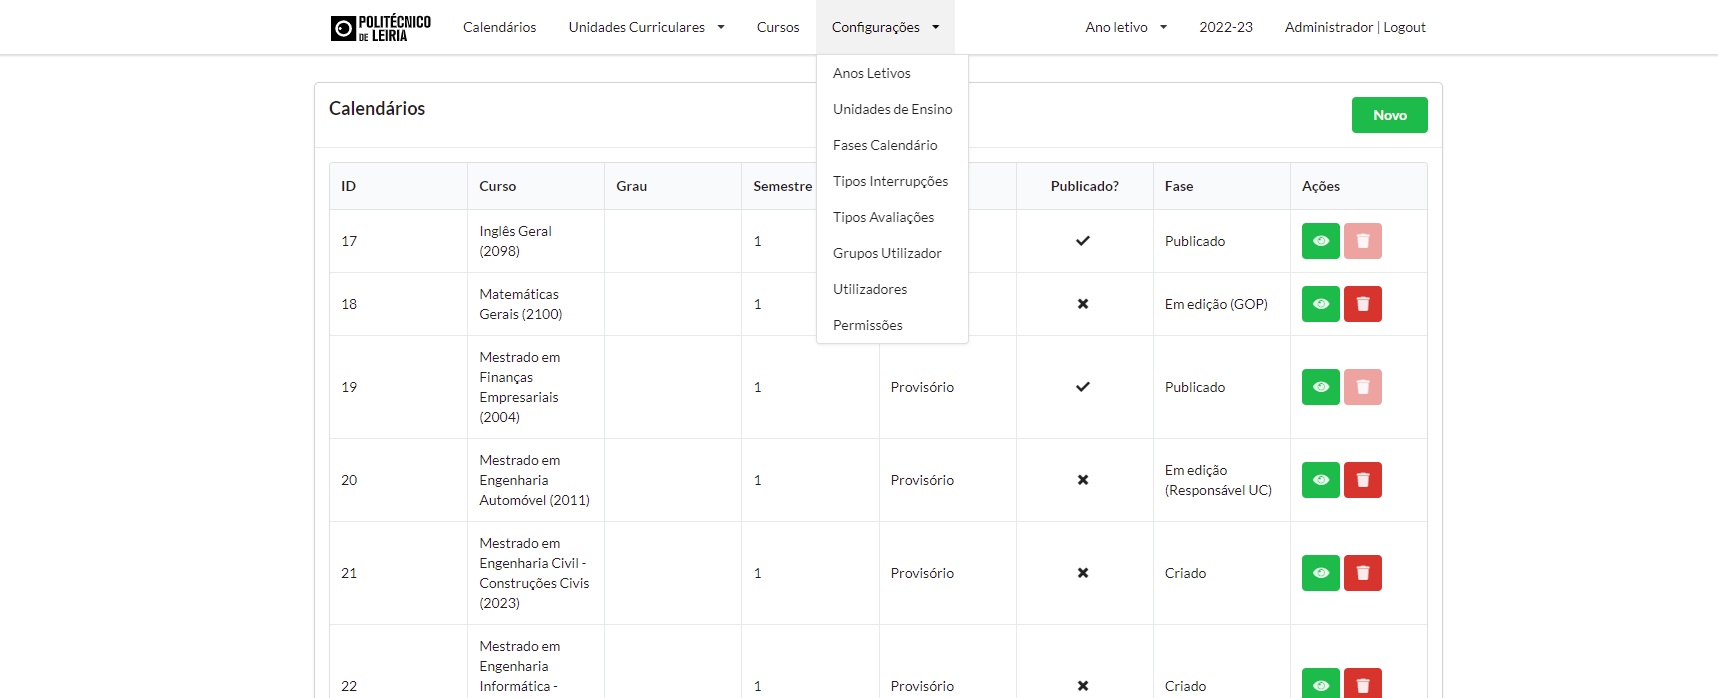 POLITÉCNICO
DE LEIRIA
Calendários
Unidades Curriculares
Cursos
Configurações
Ano letivo
2022-23
Administrador | Logout
Anos Letivos
Unidades de Ensino
Fases Calendário
Tipos Interrupções
Tipos Avaliações
Grupos Utilizador
Utilizadores
Permissões
Calendários
Novo
ID
Curso
Grau
Semestre
Publicado?
Fase
Ações
17
Inglês Geral
(2098)
1
Publicado
18
Matemáticas
Gerais (2100)
1
Em edição (GOP)
19
Mestrado em
Finanças
Empresariais
(2004)
1
Provisório
Publicado
20
Mestrado em
Engenharia
Automóvel (2011)
1
Provisório
Em edição
(Responsável UC)
21
Mestrado em
Engenharia Civil -
Construções Civis
(2023)
1
Provisório
Criado
22
Mestrado em
Engenharia
Informática -
1
Provisório
Criado